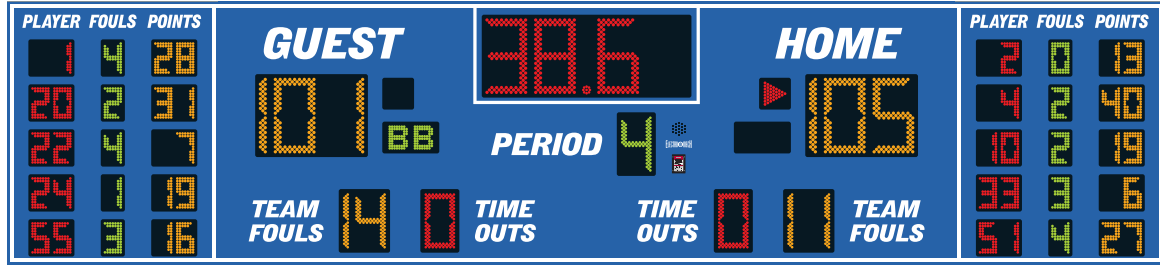 PLAYER FOULS POINTS
1 4 28
20 2 31
22 4 7
24 1 19
55 3 16
GUEST
101
BB
38.6
HOME
105
PERIOD 4
TEAM FOULS 14
0 TIME OUTS
TIME OUTS 0
11 TEAM FOULS
PLAYER FOULS POINTS
2 0 13
4 2 40
10 2 19
33 3 6
51 4 27